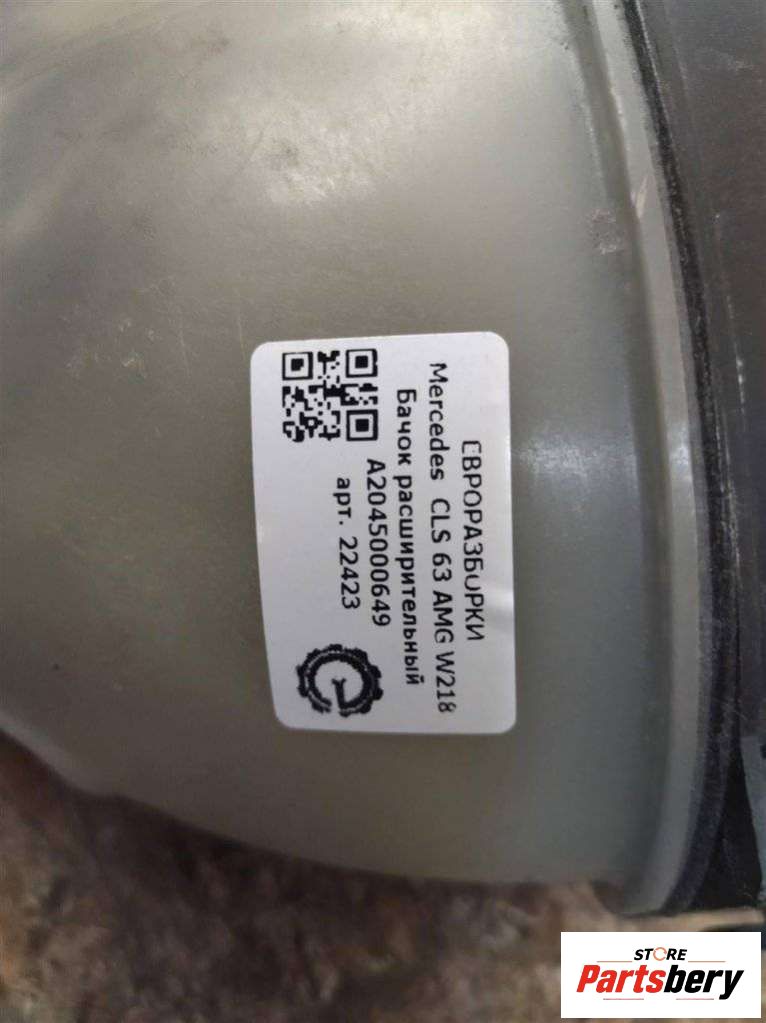 ЕВРОРАЗБОРКИ
Mercedes CLS 63 AMG W218
Бачок расширительный
A2045000649
арт. 22423
STORE
Partsbery